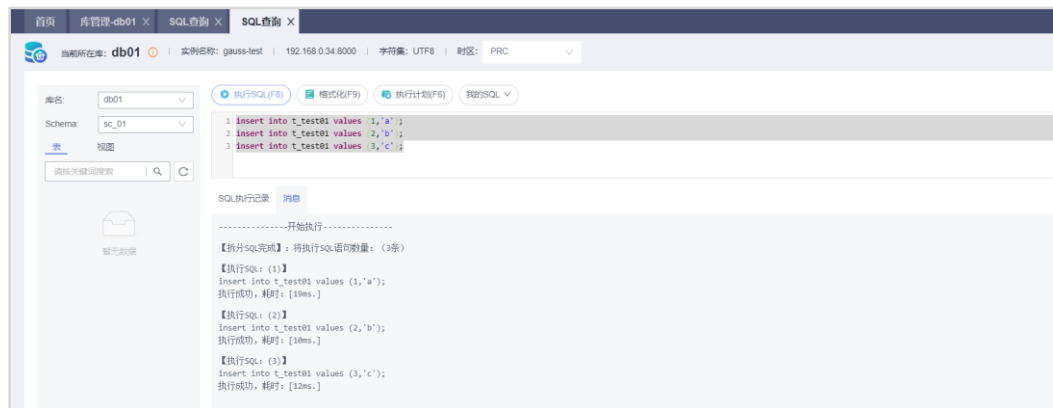 首页 库管理-db01 × SQL查询 × SQL查询 ×
当前所在库: db01 | 实例名称: gauss-test | 192.168.0.34:8000 | 字符集: UTF8 | 时区: PRC
库名: db01
Schema: sc_01
表 视图
请按关键词搜索
暂无数据
执行SQL(F8) 格式化(F9) 执行计划(F6) 我的SQL
1 insert into t_test01 values (1,'a');
2 insert into t_test01 values (2,'b');
3 insert into t_test01 values (3,'c');
SQL执行记录 消息
---------------开始执行---------------
【拆分SQL完成】:将执行SQL语句数量:(3条)
【执行SQL:(1)】
insert into t_test01 values (1,'a');
执行成功,耗时:[19ms.]
【执行SQL:(2)】
insert into t_test01 values (2,'b');
执行成功,耗时:[10ms.]
【执行SQL:(3)】
insert into t_test01 values (3,'c');
执行成功,耗时:[12ms.]